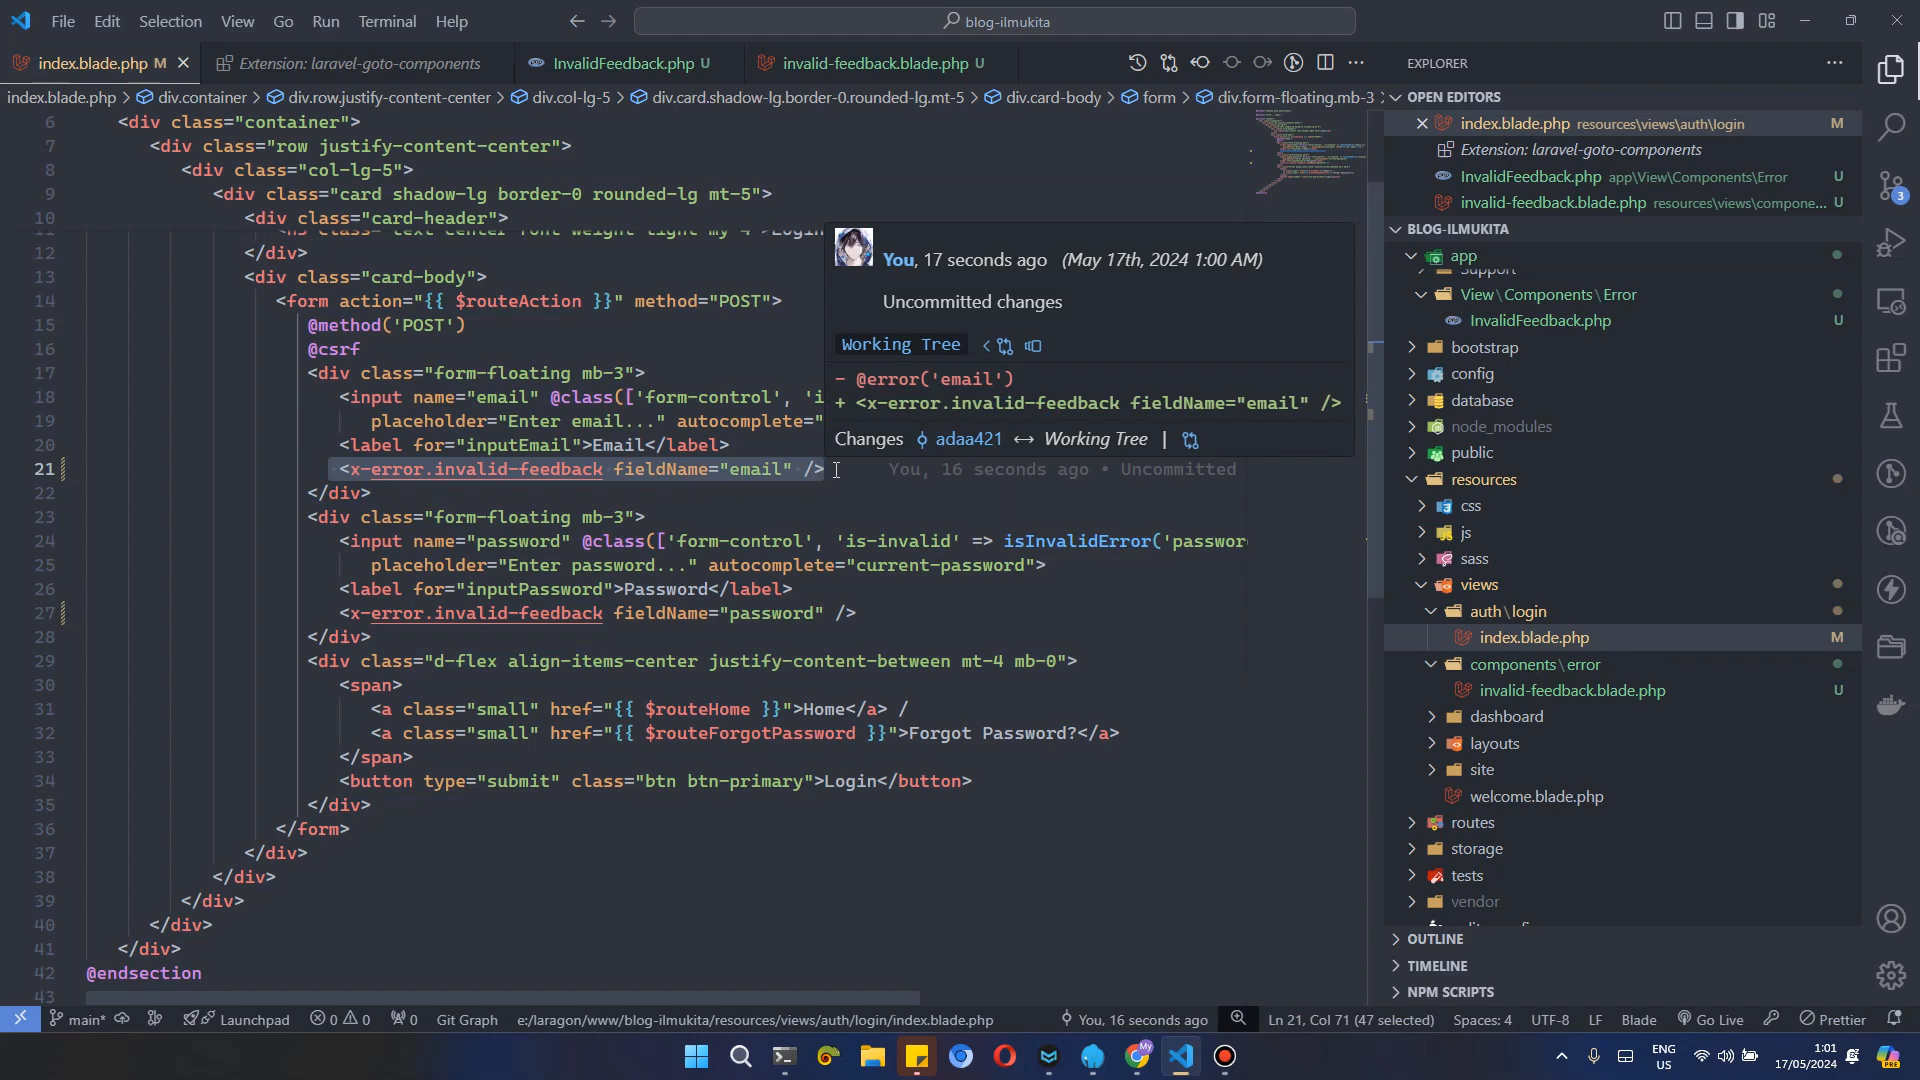 File Edit Selection View Go Run Terminal Help
blog-ilmukita
index.blade.php M
Extension: laravel-goto-components
InvalidFeedback.php U
invalid-feedback.blade.php U
index.blade.php > div.container > div.row.justify-content-center > div.col-lg-5 > div.card.shadow-lg.border-0.rounded-lg.mt-5 > div.card-body > form > div.form-floating.mb-3 >
6 <div class="container">
7 <div class="row justify-content-center">
8 <div class="col-lg-5">
9 <div class="card shadow-lg border-0 rounded-lg mt-5">
10 <div class="card-header">
11
12 </div>
13 <div class="card-body">
14 <form action="{{ $routeAction }}" method="POST">
15 @method('POST')
16 @csrf
17 <div class="form-floating mb-3">
18 <input name="email" @class(['form-control', 'i
19 placeholder="Enter email..." autocomplete="
20 <label for="inputEmail">Email</label>
21 <x-error.invalid-feedback fieldName="email" /> You, 16 seconds ago • Uncommitted
22 </div>
23 <div class="form-floating mb-3">
24 <input name="password" @class(['form-control', 'is-invalid' => isInvalidError('passwor
25 placeholder="Enter password..." autocomplete="current-password">
26 <label for="inputPassword">Password</label>
27 <x-error.invalid-feedback fieldName="password" />
28 </div>
29 <div class="d-flex align-items-center justify-content-between mt-4 mb-0">
30 <span>
31 <a class="small" href="{{ $routeHome }}">Home</a> /
32 <a class="small" href="{{ $routeForgotPassword }}">Forgot Password?</a>
33 </span>
34 <button type="submit" class="btn btn-primary">Login</button>
35 </div>
36 </form>
37 </div>
38 </div>
39 </div>
40 </div>
41 </div>
42 @endsection
43
You, 17 seconds ago (May 17th, 2024 1:00 AM)
Uncommitted changes
Working Tree
- @error('email')
+ <x-error.invalid-feedback fieldName="email" />
Changes adaa421 ↔ Working Tree |
EXPLORER
OPEN EDITORS
index.blade.php resources\views\auth\login M
Extension: laravel-goto-components
InvalidFeedback.php app\View\Components\Error U
invalid-feedback.blade.php resources\views\compone... U
BLOG-ILMUKITA
app
Support
View\Components\Error
InvalidFeedback.php U
bootstrap
config
database
node_modules
public
resources
css
js
sass
views
auth\login
index.blade.php M
components\error
invalid-feedback.blade.php U
dashboard
layouts
site
welcome.blade.php
routes
storage
tests
vendor
OUTLINE
TIMELINE
NPM SCRIPTS
3
main* Launchpad 0 0 0 Git Graph e:/laragon/www/blog-ilmukita/resources/views/auth/login/index.blade.php You, 16 seconds ago Ln 21, Col 71 (47 selected) Spaces: 4 UTF-8 LF Blade Go Live Prettier
My
ENG
US
1:01
17/05/2024
PRE